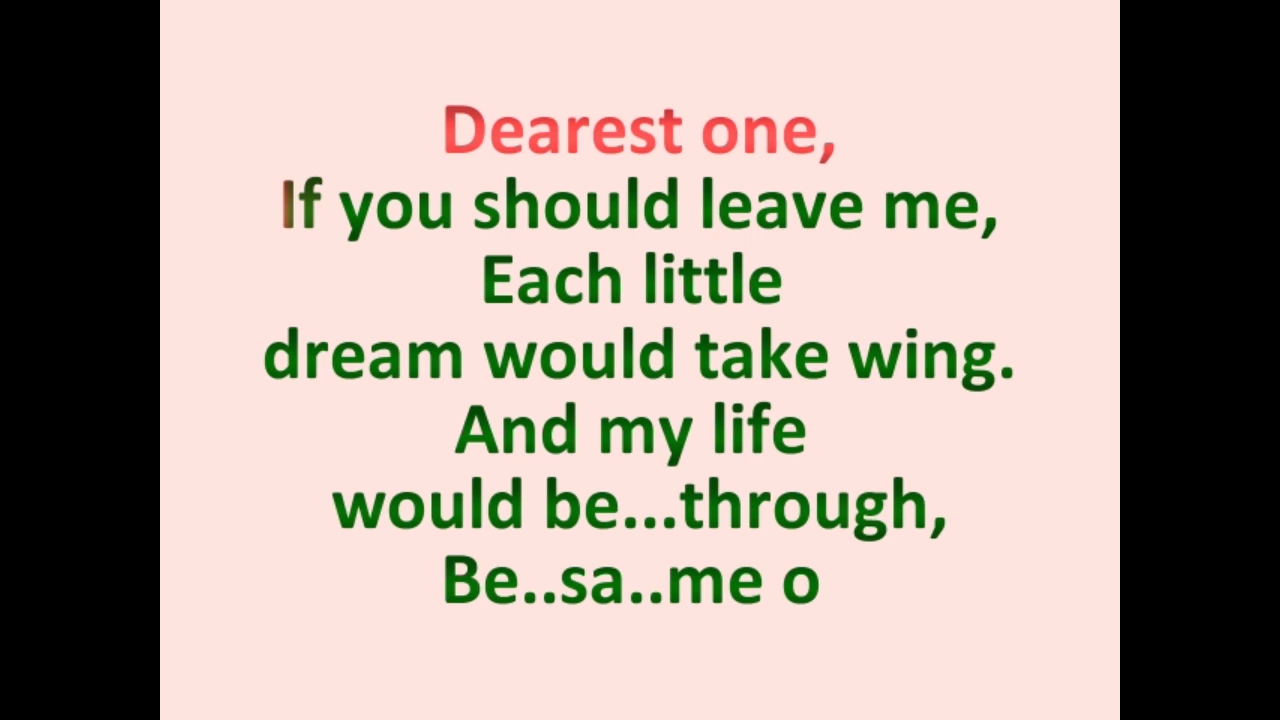 Dearest one,
If you should leave me,
Each little
dream would take wing.
And my life
would be...through,
Be..sa..me o